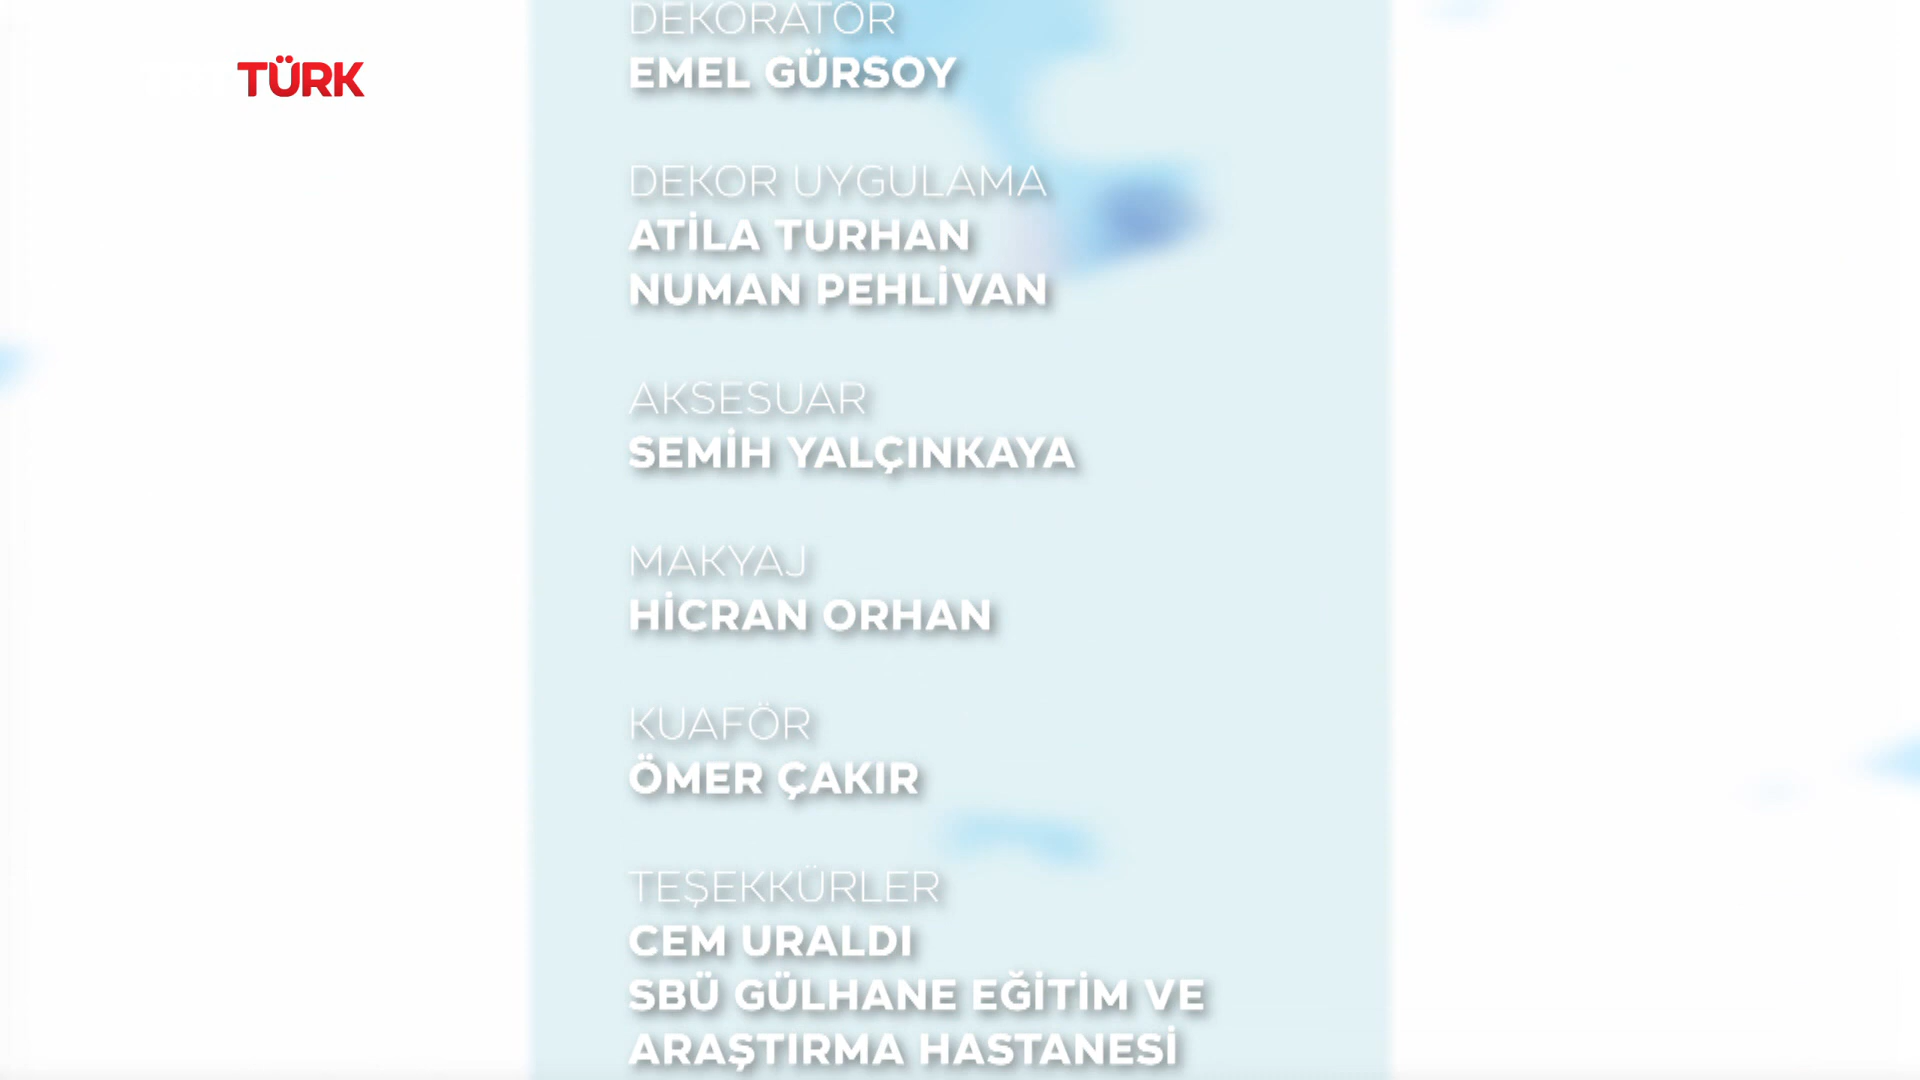 DEKORATÖR
TÜRK
EMEL GÜRSOY
DEKOR UYGULAMA
ATİLA TURHAN
NUMAN PEHLİVAN
AKSESUAR
SEMİH YALÇINKAYA
MAKYAJ
HİCRAN ORHAN
KUAFÖR
ÖMER ÇAKIR
TEŞEKKÜRLER
CEM URALDI
SBÜ GÜLHANE EĞİTİM VE
ARAŞTIRMA HASTANESİ